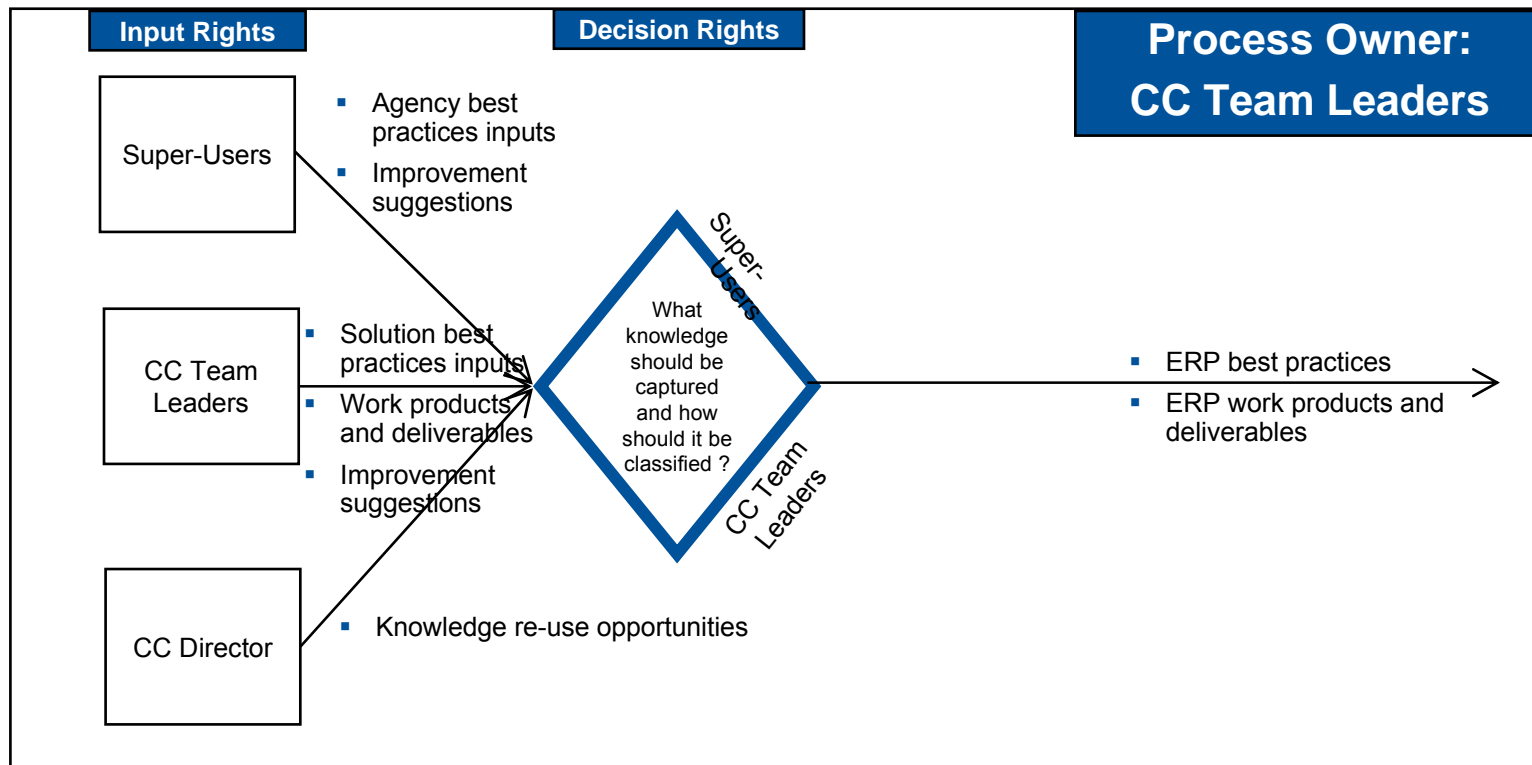 Input Rights
Decision Rights
Process Owner:
CC Team Leaders
Super-Users
▪ Agency best
practices inputs
▪ Improvement
suggestions
CC Team
Leaders
▪ Solution best
practices inputs
▪ Work products
and deliverables
▪ Improvement
suggestions
CC Director
▪ Knowledge re-use opportunities
Super-
Users
What
knowledge
should be
captured
and how
should it be
classified ?
CC Team
Leaders
▪ ERP best practices
▪ ERP work products and
deliverables